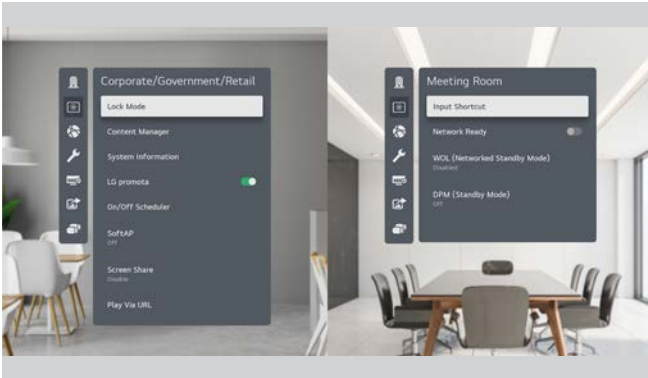 Corporate/Government/Retail
Lock Mode
Content Manager
System Information
LG promota
On/Off Scheduler
SoftAP
Off
Screen Share
Disable
Play Via URL
Meeting Room
Input Shortcut
Network Ready
WOL (Networked Standby Mode)
Disabled
DPM (Standby Mode)
Off